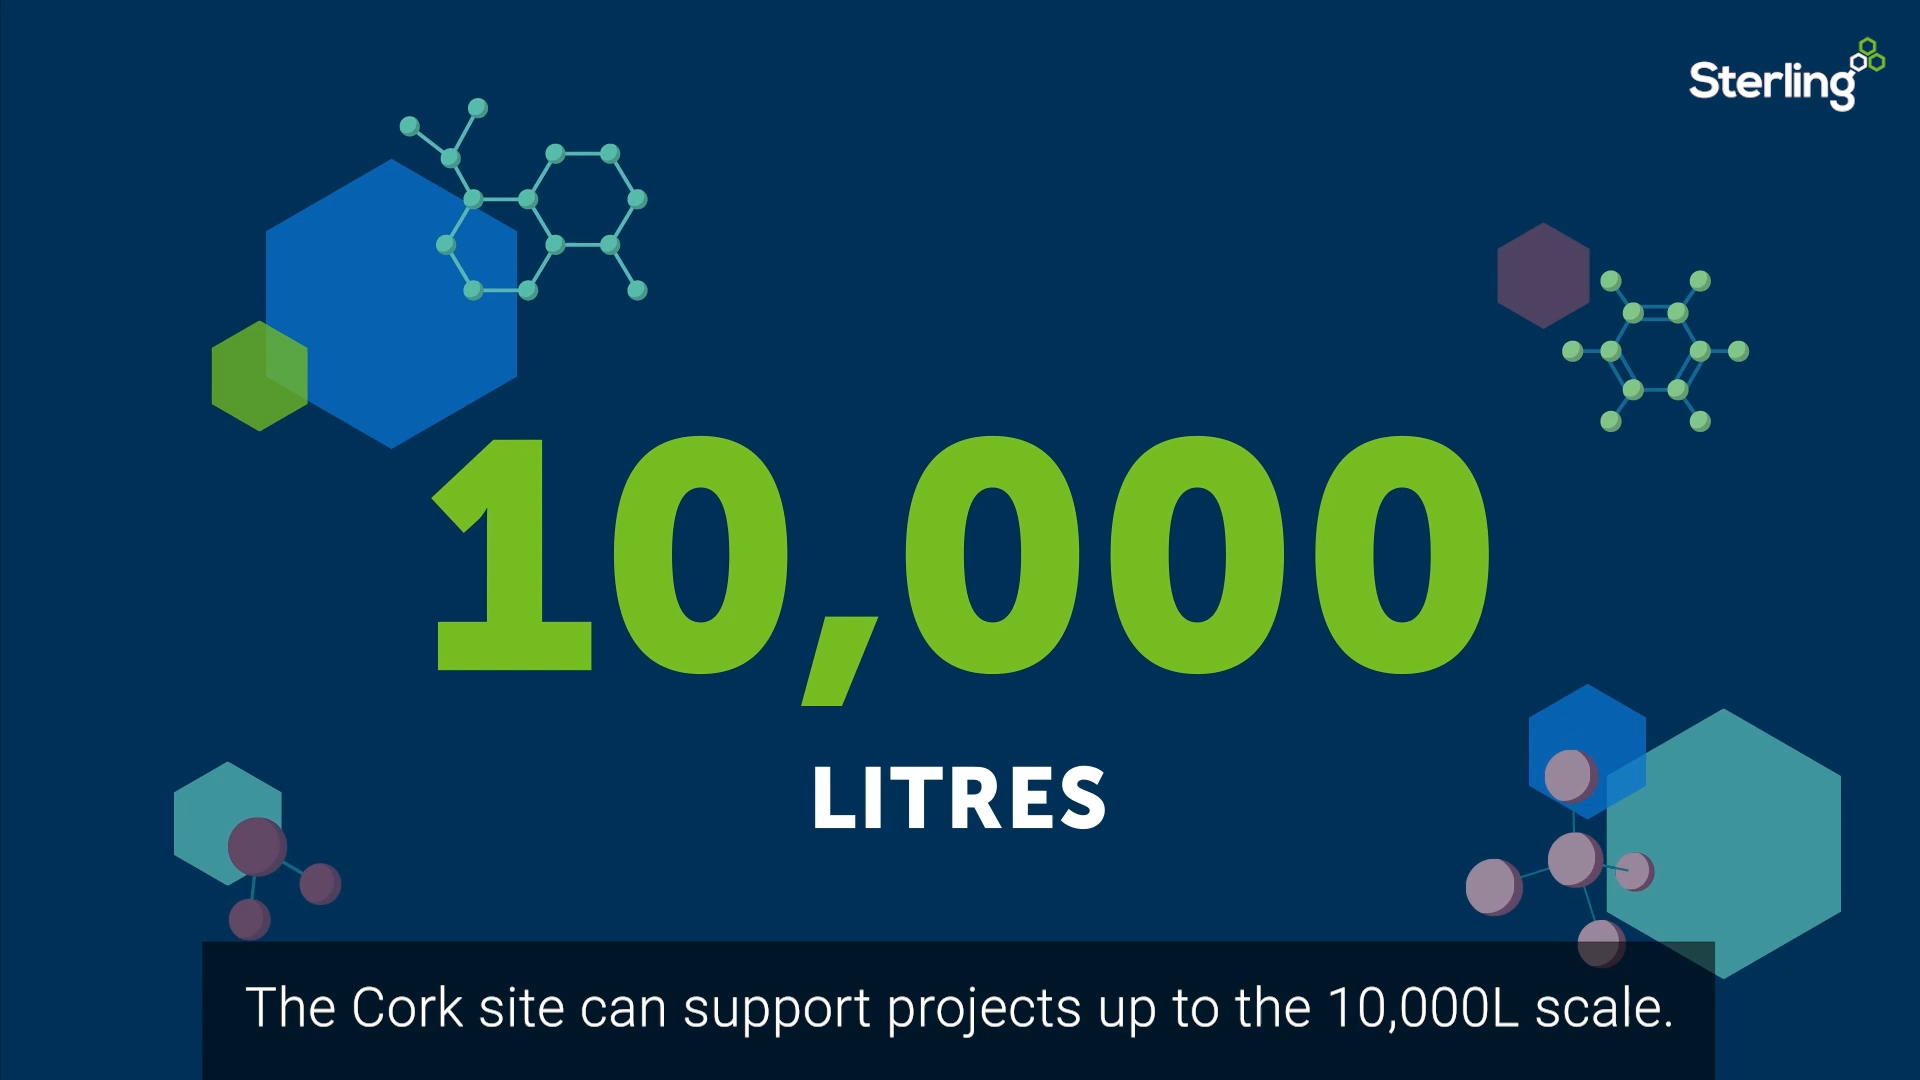 Sterling
10,000
LITRES
The Cork site can support projects up to the 10,000L scale.